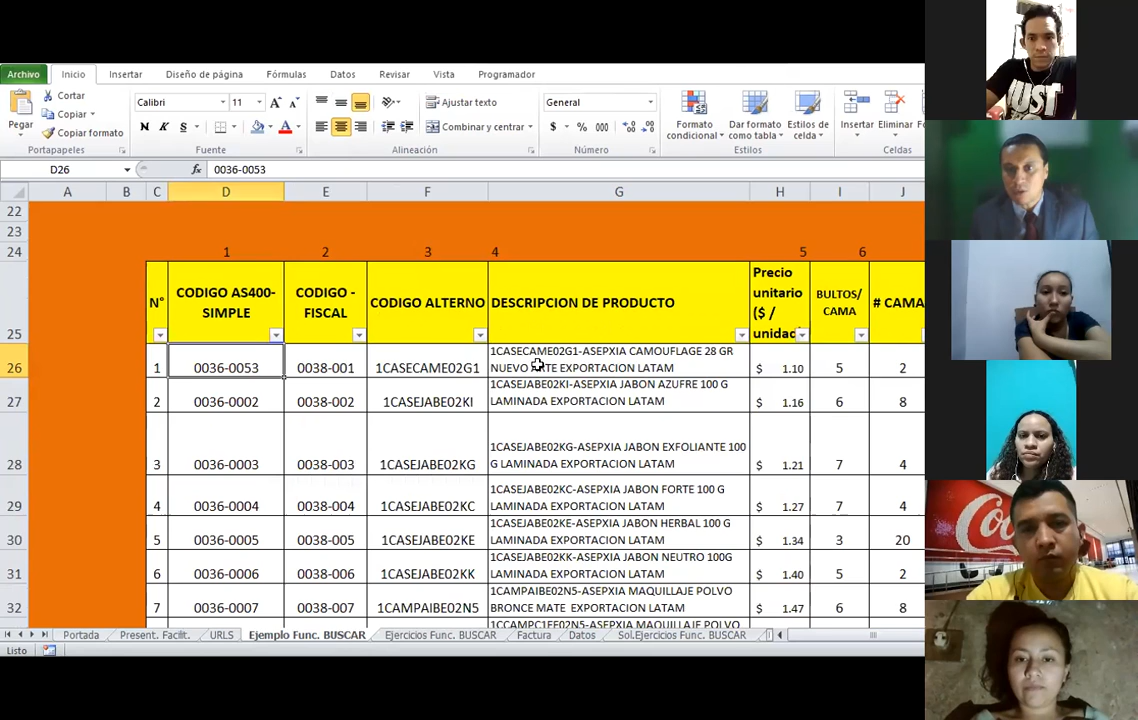 Archivo Inicio Insertar Diseño de página Fórmulas Datos Revisar Vista Programador
Pegar
Cortar
Copiar
Copiar formato
Portapapeles
Calibri 11
N K S
Fuente
Ajustar texto
Combinar y centrar
Alineación
General
$ % 000
Número
Formato condicional
Dar formato como tabla
Estilos de celda
Estilos
Insertar Eliminar
Celdas
D26 fx 0036-0053
A B C D E F G H I J
22
23
24 1 2 3 4 5 6
25 N° CODIGO AS400-SIMPLE CODIGO - FISCAL CODIGO ALTERNO DESCRIPCION DE PRODUCTO Precio unitario ($ / unidad BULTOS/ CAMA # CAMA
26 1 0036-0053 0038-001 1CASECAME02G1 1CASECAME02G1-ASEPXIA CAMOUFLAGE 28 GR NUEVO EXPORTACION LATAM $ 1.10 5 2
27 2 0036-0002 0038-002 1CASEJABE02KI 1CASEJABE02KI-ASEPXIA JABON AZUFRE 100 G LAMINADA EXPORTACION LATAM $ 1.16 6 8
28 3 0036-0003 0038-003 1CASEJABE02KG 1CASEJABE02KG-ASEPXIA JABON EXFOLIANTE 100 G LAMINADA EXPORTACION LATAM $ 1.21 7 4
29 4 0036-0004 0038-004 1CASEJABE02KC 1CASEJABE02KC-ASEPXIA JABON FORTE 100 G LAMINADA EXPORTACION LATAM $ 1.27 7 4
30 5 0036-0005 0038-005 1CASEJABE02KE 1CASEJABE02KE-ASEPXIA JABON HERBAL 100 G LAMINADA EXPORTACION LATAM $ 1.34 3 20
31 6 0036-0006 0038-006 1CASEJABE02KK 1CASEJABE02KK-ASEPXIA JABON NEUTRO 100G LAMINADA EXPORTACION LATAM $ 1.40 5 2
32 7 0036-0007 0038-007 1CAMPAIBE02N5 1CAMPAIBE02N5-ASEPXIA MAQUILLAJE POLVO BRONCE MATE EXPORTACION LATAM $ 1.47 6 8
MAQUILLAJE POLVO
Portada Present. Facilit. URLS Ejemplo Func. BUSCAR Ejercicios Func. BUSCAR Factura Datos Sol.Ejercicios Func. BUSCAR
Listo
JUST